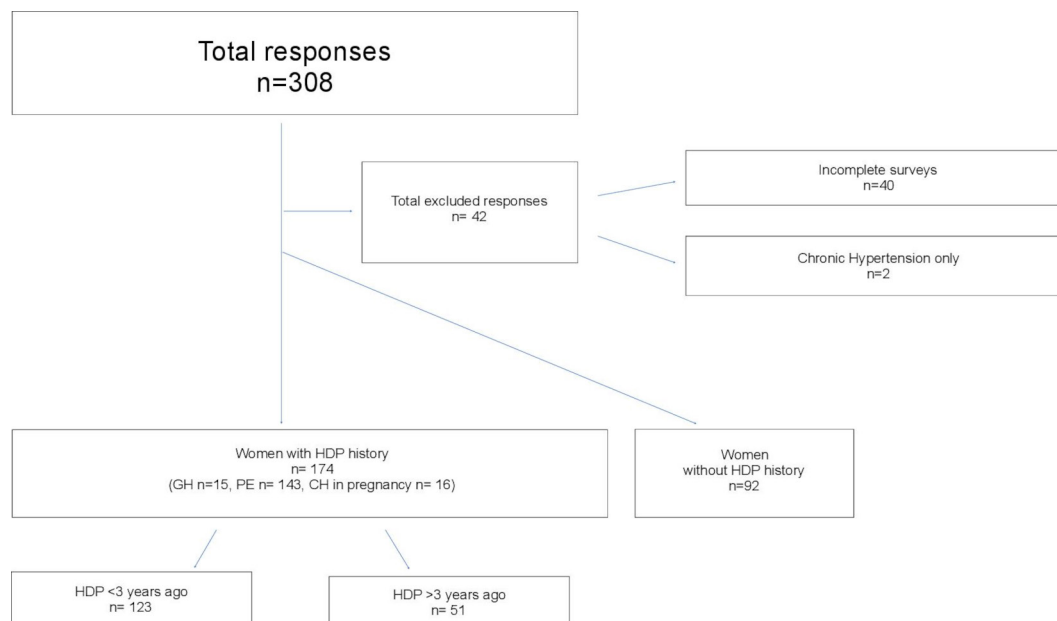 Total responses
n=308
Total excluded responses
n= 42
Incomplete surveys
n=40
Chronic Hypertension only
n=2
Women with HDP history
n= 174
(GH n=15, PE n= 143, CH in pregnancy n= 16)
Women
without HDP history
n=92
HDP <3 years ago
n= 123
HDP >3 years ago
n= 51